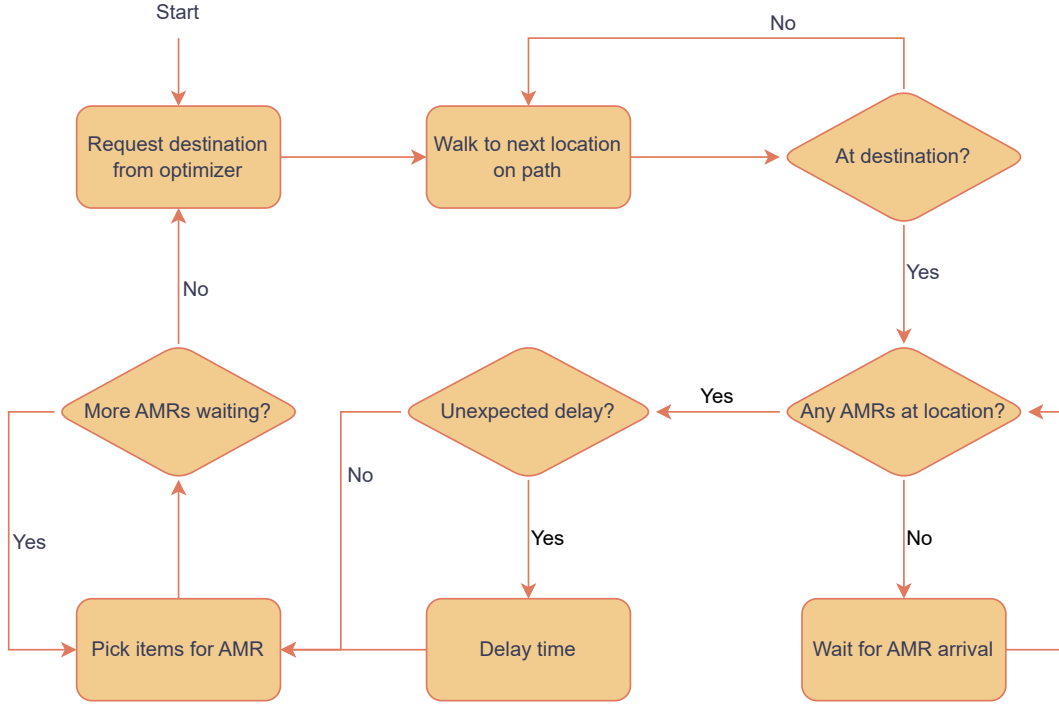 Start
No
Request destination
from optimizer
Walk to next location
on path
At destination?
Yes
No
More AMRs waiting?
Unexpected delay?
Yes
Any AMRs at location?
No
Yes
Yes
No
Pick items for AMR
Delay time
Wait for AMR arrival